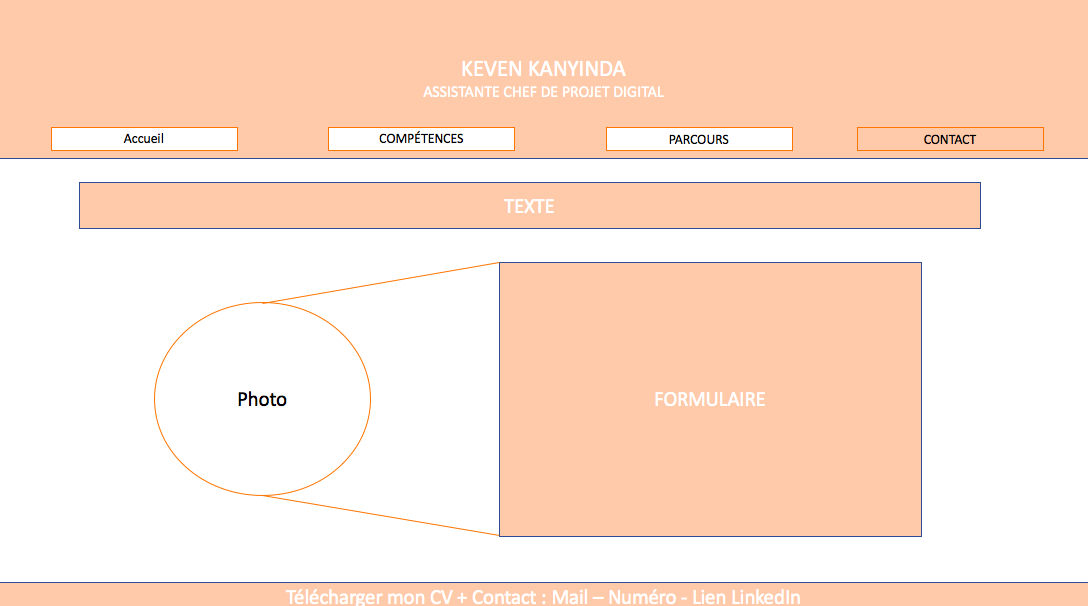 KEVEN KANYINDA
ASSISTANTE CHEF DE PROJET DIGITAL
Accueil
COMPÉTENCES
PARCOURS
CONTACT
TEXTE
Photo
FORMULAIRE
Télécharger mon CV + Contact : Mail – Numéro - Lien LinkedIn